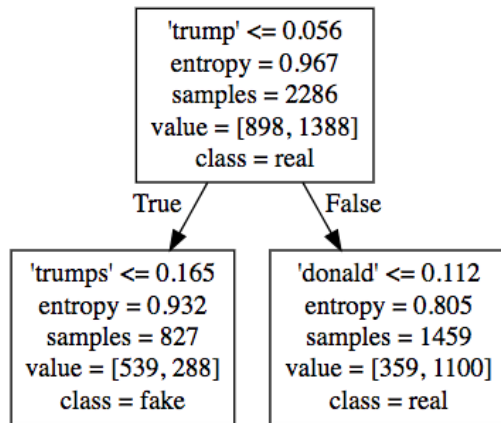 'trump' <= 0.056
entropy = 0.967
samples = 2286
value = [898, 1388]
class = real
True
False
'trumps' <= 0.165
entropy = 0.932
samples = 827
value = [539, 288]
class = fake
'donald' <= 0.112
entropy = 0.805
samples = 1459
value = [359, 1100]
class = real